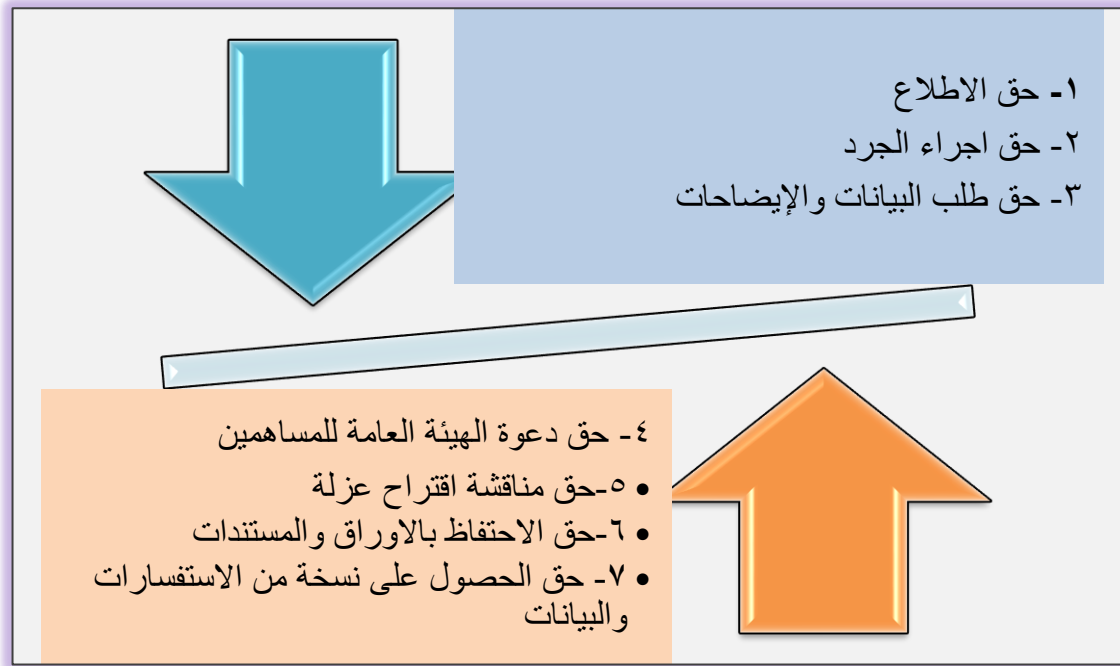 ١- حق الاطلاع
٢- حق اجراء الجرد
٣- حق طلب البيانات والإيضاحات
٤- حق دعوة الهيئة العامة للمساهمين
• ٥-حق مناقشة اقتراح عزلة
• ٦-حق الاحتفاظ بالاوراق والمستندات
• ٧- حق الحصول على نسخة من الاستفسارات
والبيانات